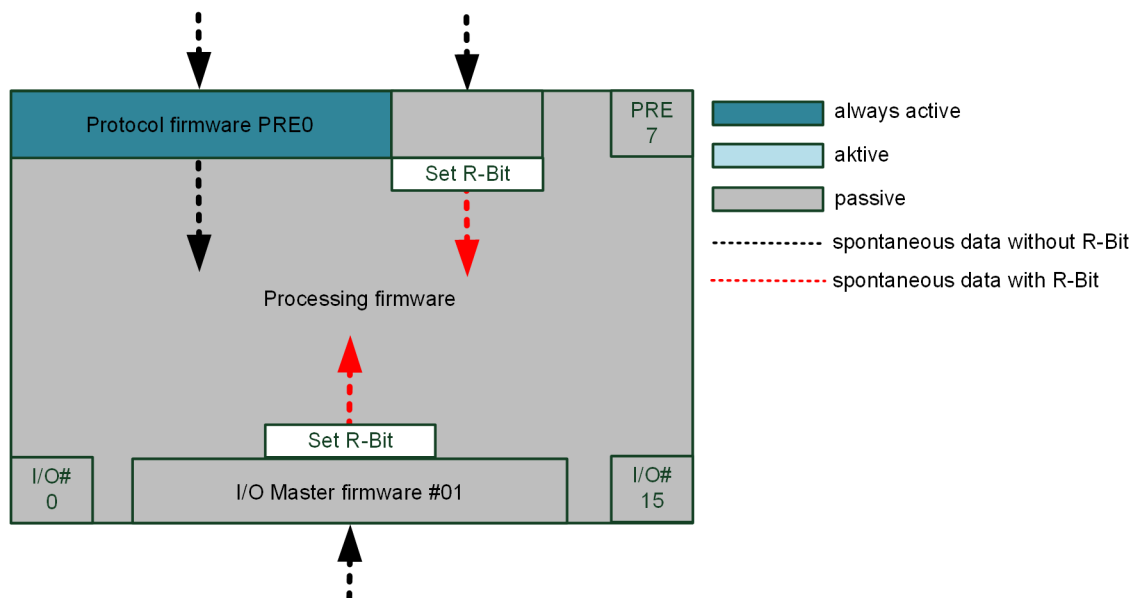 Protocol firmware PRE0
PRE
7
Set R-Bit
Processing firmware
Set R-Bit
I/O#
0
I/O Master firmware #01
I/O#
15
always active
aktive
passive
spontaneous data without R-Bit
spontaneous data with R-Bit